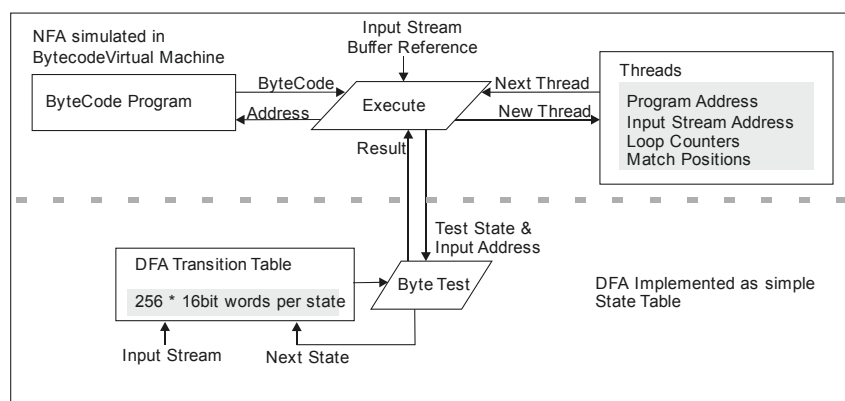 NFA simulated in
BytecodeVirtual Machine
Input Stream
Buffer Reference
ByteCode Program
ByteCode
Address
Execute
Next Thread
New Thread
Threads
Program Address
Input Stream Address
Loop Counters
Match Positions
Result
Test State &
Input Address
DFA Transition Table
256 * 16bit words per state
Byte Test
DFA Implemented as simple
State Table
Input Stream
Next State